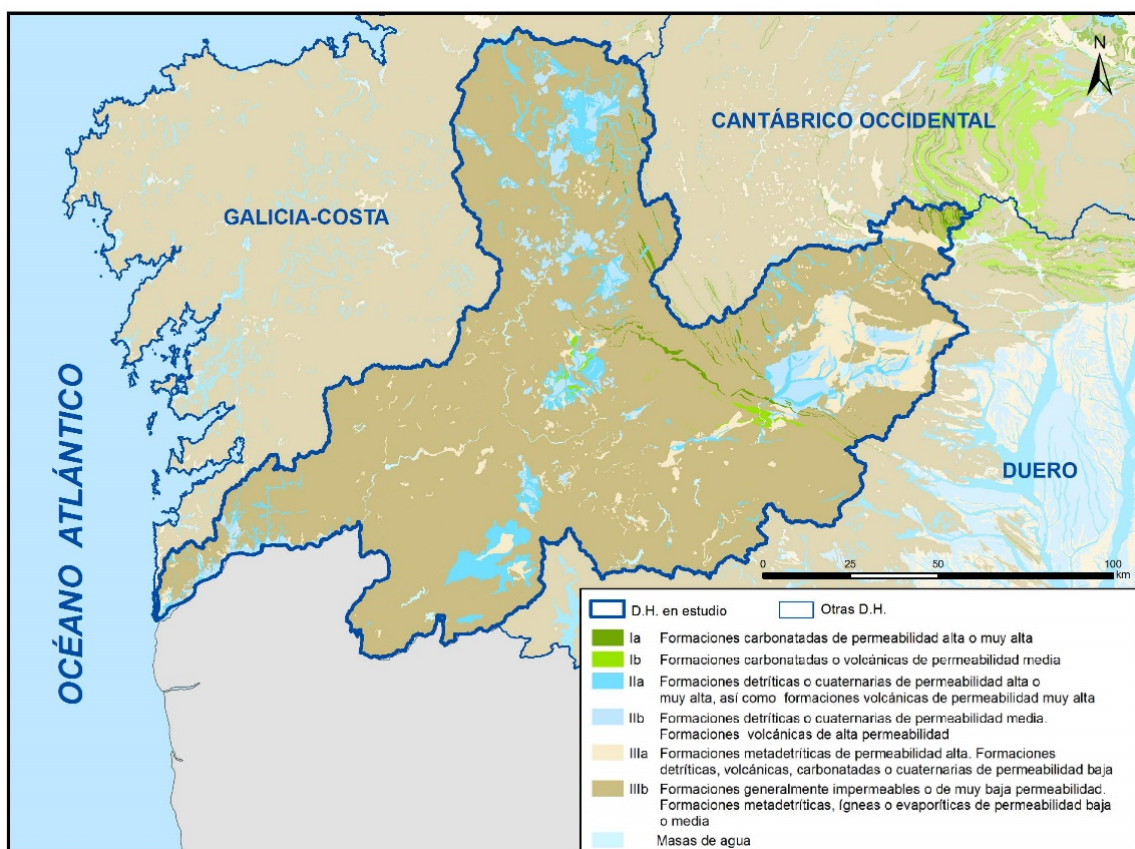 N
CANTÁBRICO OCCIDENTAL
GALICIA-COSTA
OCÉANO ATLÁNTICO
DUERO
0 25 50 100
km
D.H. en estudio
Otras D.H.
Ia Formaciones carbonatadas de permeabilidad alta o muy alta
Ib Formaciones carbonatadas o volcánicas de permeabilidad media
IIa Formaciones detríticas o cuaternarias de permeabilidad alta o
muy alta, así como formaciones volcánicas de permeabilidad muy alta
IIb Formaciones detríticas o cuaternarias de permeabilidad media.
Formaciones volcánicas de alta permeabilidad
IIIa Formaciones metadetríticas de permeabilidad alta. Formaciones
detríticas, volcánicas, carbonatadas o cuaternarias de permeabilidad baja
IIIb Formaciones generalmente impermeables o de muy baja permeabilidad.
Formaciones metadetríticas, ígneas o evaporíticas de permeabilidad baja
o media
Masas de agua